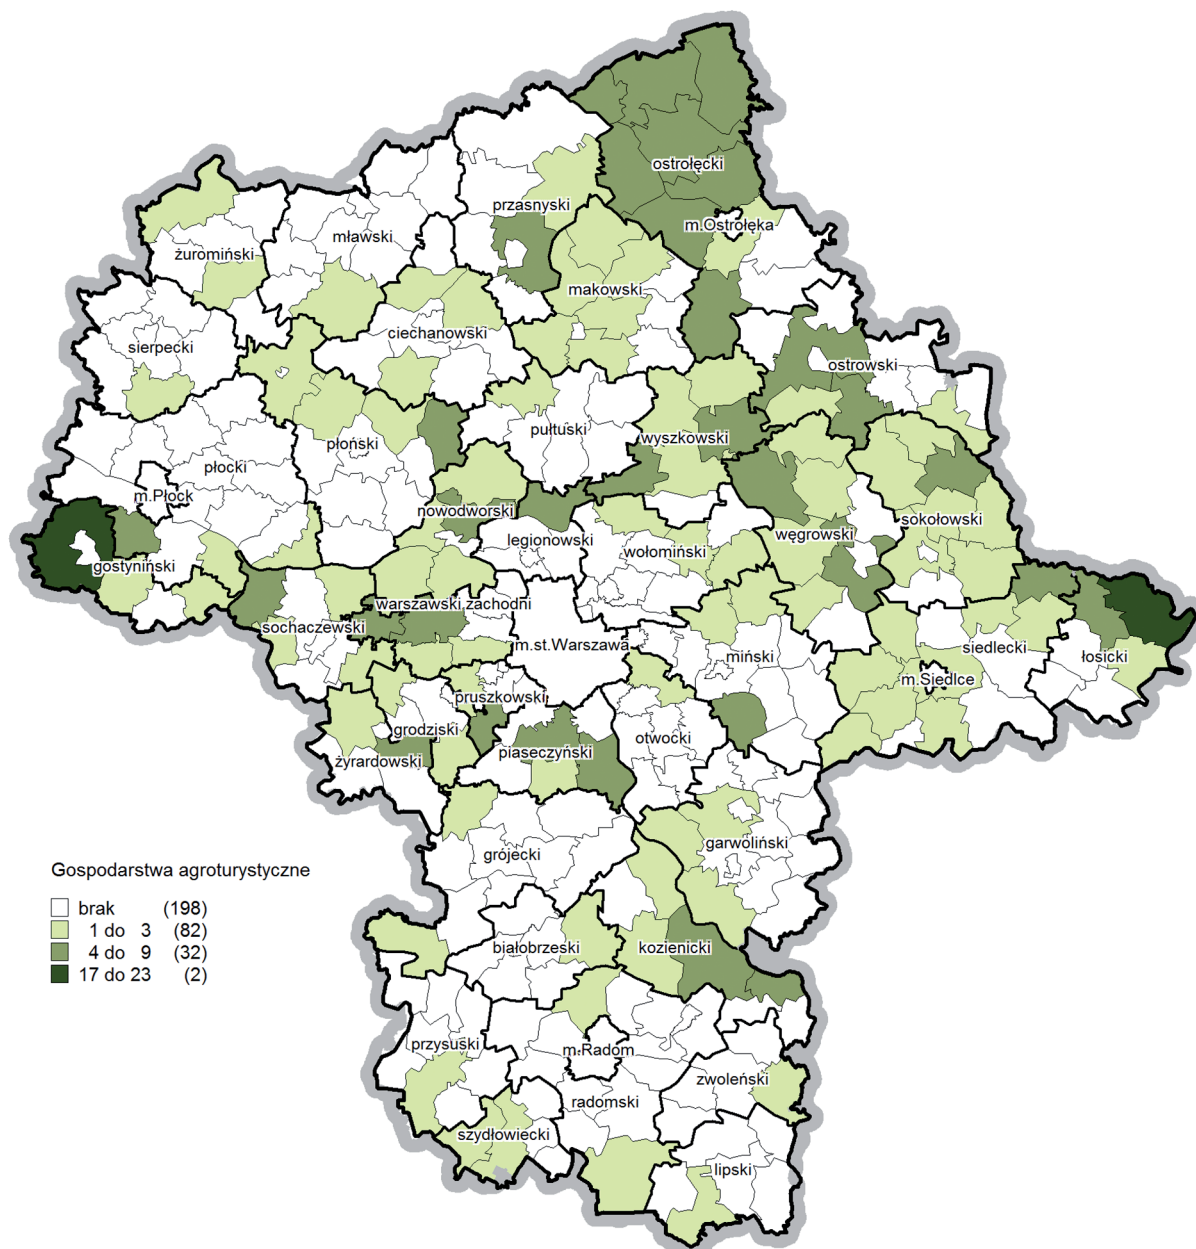 ostrołęcki
przasnyski
m.Ostrołęka
mławski
żuromiński
makowski
ciechanowski
sierpecki
ostrowski
pułtuski
wyszkowski
płoński
płocki
m.Płock
nowodworski
sokołowski
węgrowski
legionowski
wołomiński
gostyniński
warszawski zachodni
sochaczewski
m.st.Warszawa
siedlecki
miński
łosicki
m.Siedlce
pruszkowski
grodziski
otwocki
piaseczyński
żyrardowski
garwoliński
grójecki
białobrzeski
kozienicki
przysuski
m.Radom
zwoleński
radomski
szydłowiecki
lipski
Gospodarstwa agroturystyczne
brak (198)
1 do 3 (82)
4 do 9 (32)
17 do 23 (2)